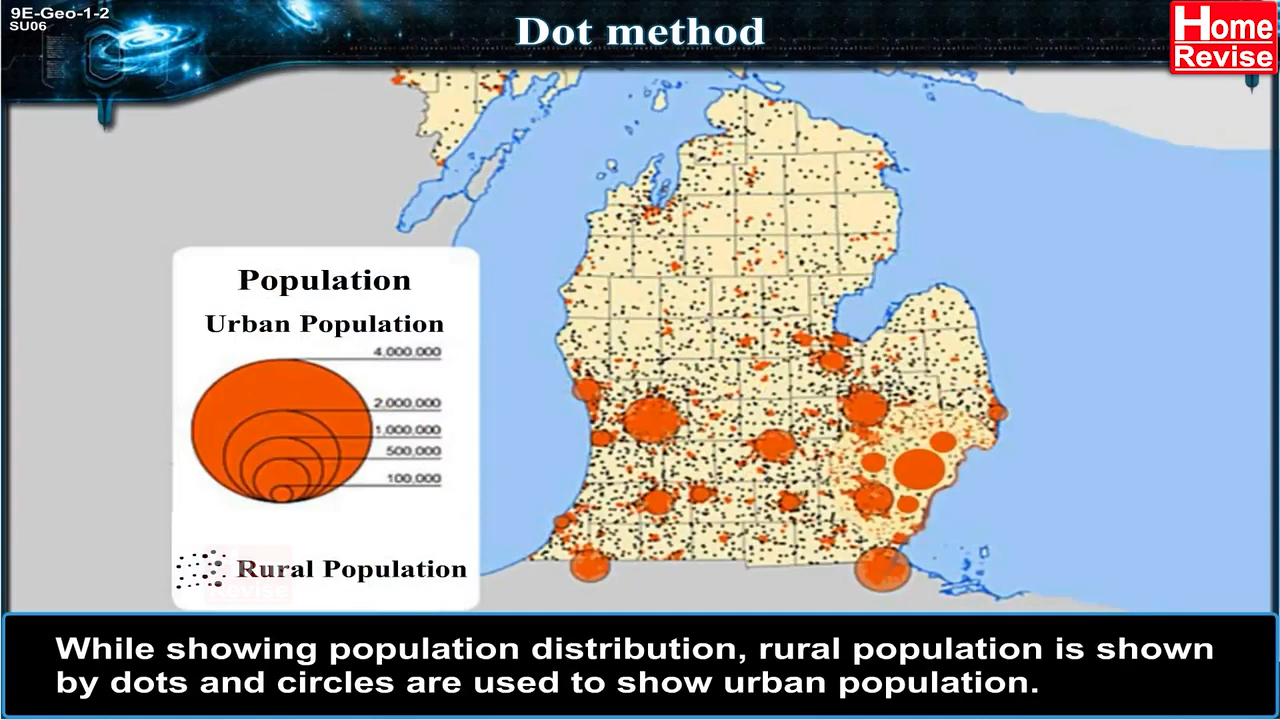 9E-Geo-1-2
SU06
Dot method
Home
Revise
Population
Urban Population
4,000,000
2,000,000
1,000,000
500,000
100,000
Rural Population
Revise
While showing population distribution, rural population is shown
by dots and circles are used to show urban population.